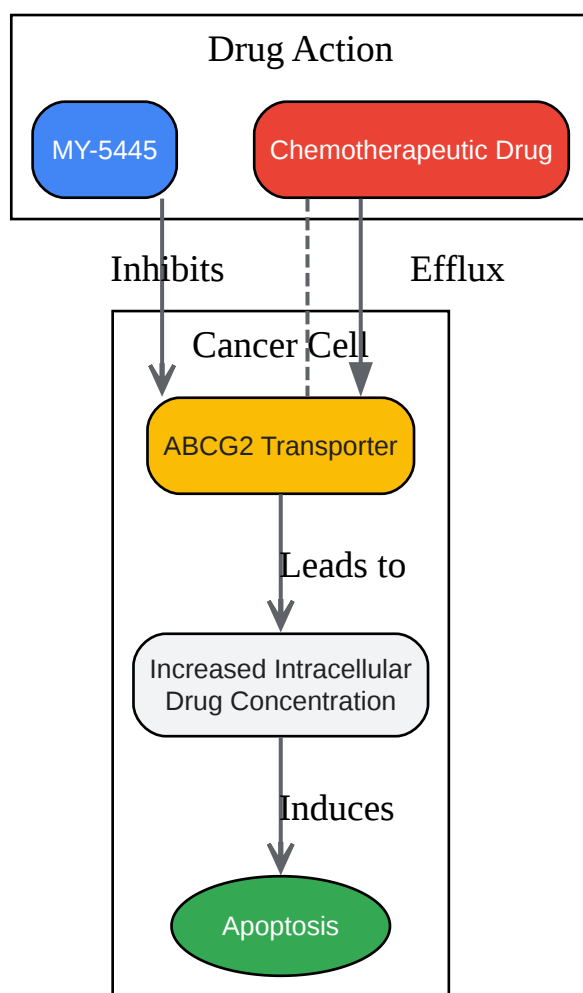 Drug Action
MY-5445
Chemotherapeutic Drug
Inhibits
Efflux
Cancer Cell
ABCG2 Transporter
Leads to
Increased Intracellular
Drug Concentration
Induces
Apoptosis